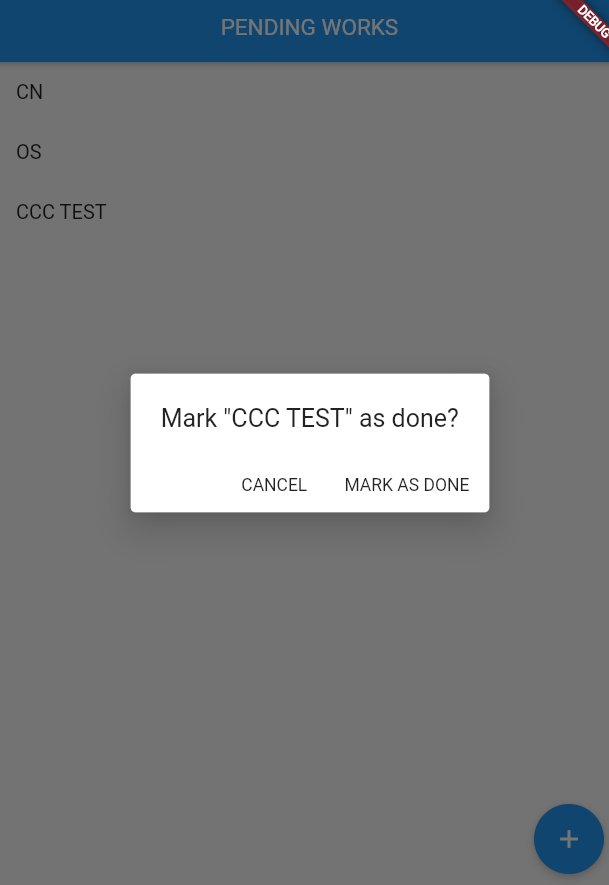 PENDING WORKS
DEBUG
CN
OS
CCC TEST
Mark "CCC TEST" as done?
CANCEL MARK AS DONE
+